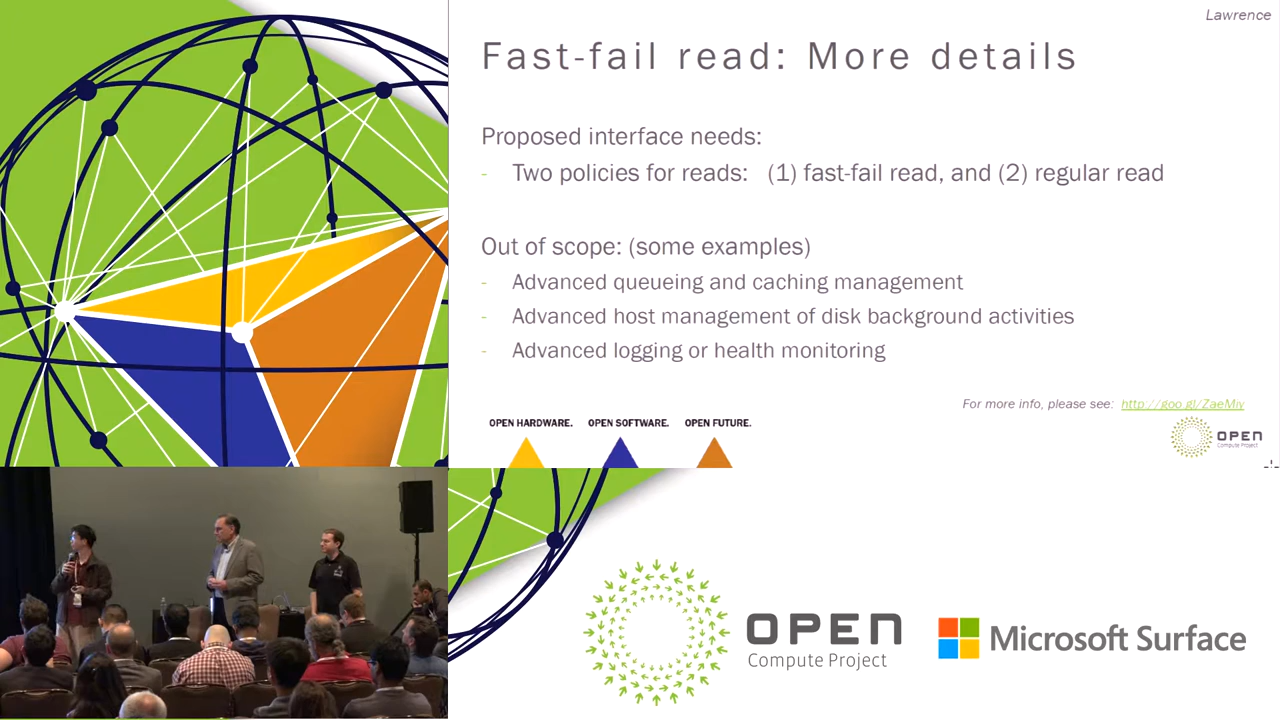 Lawrence
Fast-fail read: More details
Proposed interface needs:
- Two policies for reads: (1) fast-fail read, and (2) regular read
Out of scope: (some examples)
- Advanced queueing and caching management
- Advanced host management of disk background activities
- Advanced logging or health monitoring
For more info, please see: http://goo.gl/ZaeMiv
OPEN HARDWARE. OPEN SOFTWARE. OPEN FUTURE.
OPEN
Compute Project
OPEN
Compute Project
Microsoft Surface